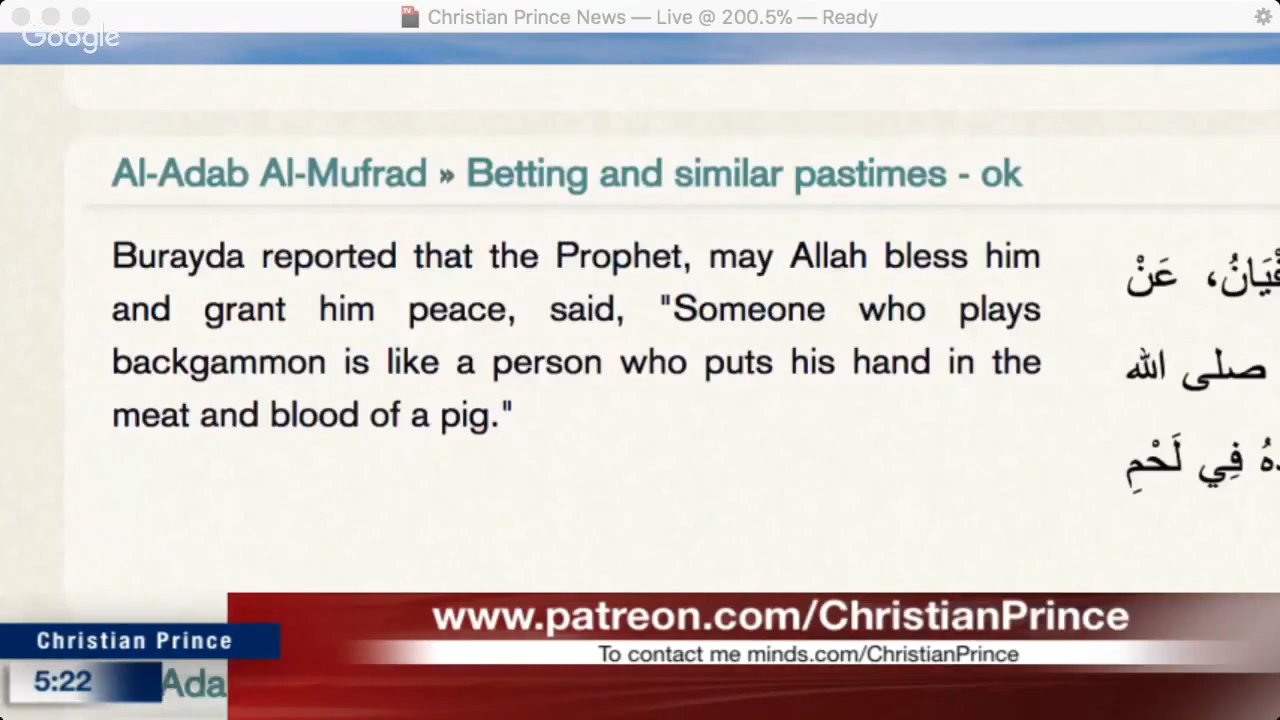 Christian Prince News — Live @ 200.5% — Ready
Google
Al-Adab Al-Mufrad » Betting and similar pastimes - ok
Burayda reported that the Prophet, may Allah bless him
and grant him peace, said, "Someone who plays
backgammon is like a person who puts his hand in the
meat and blood of a pig."
عَنْ
صلى الله
فِي لَحْمِ
www.patreon.com/ChristianPrince
Christian Prince
To contact me minds.com/ChristianPrince
5:22
Ada